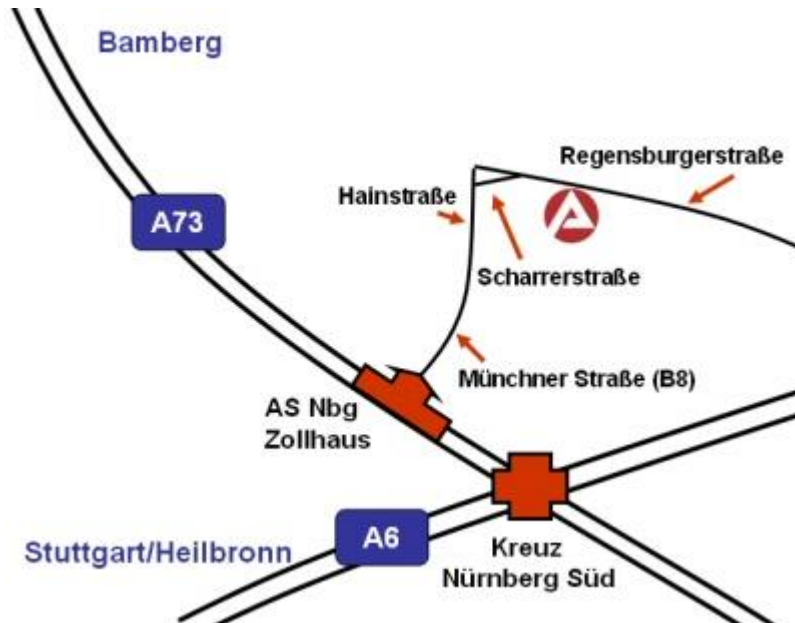 Bamberg
Regensburgerstraße
Hainstraße
A73
Scharrerstraße
Münchner Straße (B8)
AS Nbg
Zollhaus
A6
Stuttgart/Heilbronn
Kreuz
Nürnberg Süd